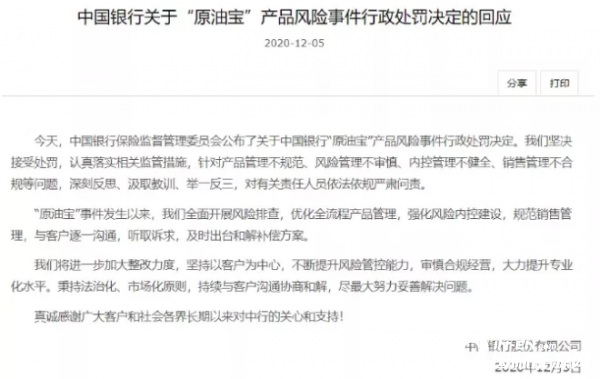 中国银行关于“原油宝”产品风险事件行政处罚决定的回应
2020-12-05
分享 打印
今天，中国银行保险监督管理委员会公布了关于中国银行“原油宝”产品风险事件行政处罚决定。我们坚决
接受处罚，认真落实相关监管措施，针对产品管理不规范、风险管理不审慎、内控管理不健全、销售管理不合
规等问题，深刻反思、汲取教训、举一反三，对有关责任人员依法依规严肃问责。
“原油宝”事件发生以来，我们全面开展风险排查，优化全流程产品管理，强化风险内控建设，规范销售管
理，与客户逐一沟通，听取诉求，及时出台和解补偿方案。
我们将进一步加大整改力度，坚持以客户为中心，不断提升风险管控能力，审慎合规经营，大力提升专业
化水平。秉持法治化、市场化原则，持续与客户沟通协商和解，尽最大努力妥善解决问题。
真诚感谢广大客户和社会各界长期以来对中行的关心和支持！
银行股份有限公司
2020年12月5日